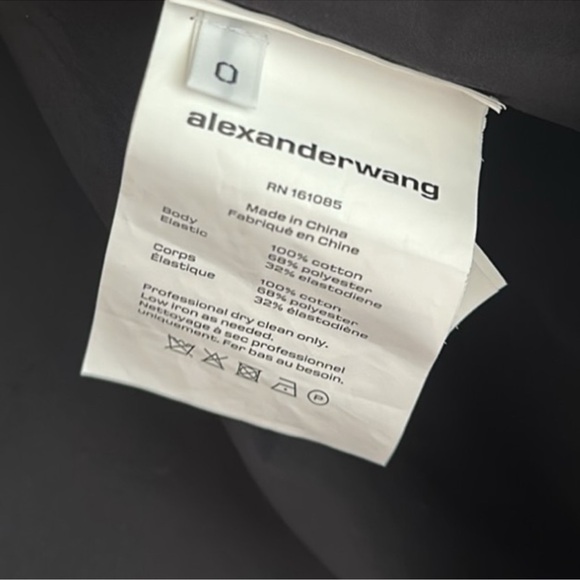 0
alexanderwang
RN 161085
Made in China
Fabriqué en Chine
Body 100% cotton
Elastic 68% polyester
32% elastodiene
Corps 100% coton
Élastique 68% polyester
32% élastodiène
Professional dry clean only.
Low iron as needed.
Nettoyage à sec professionnel
uniquement. Fer bas au besoin.
P